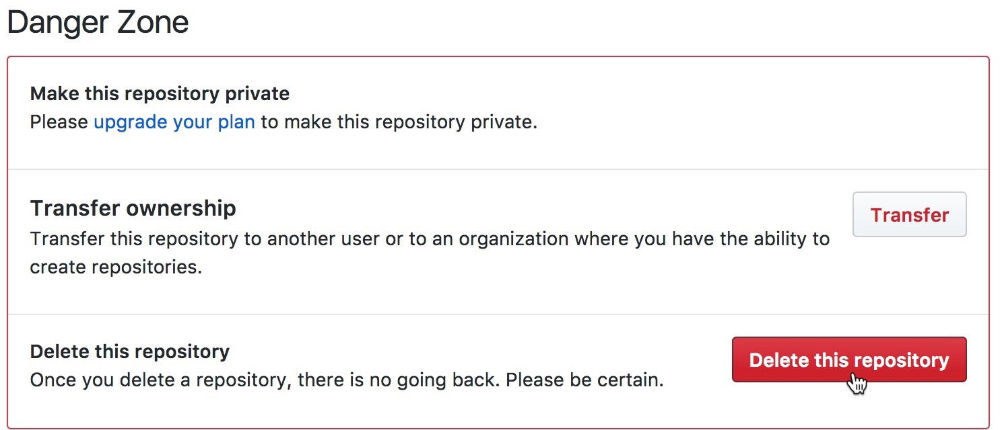 Danger Zone
Make this repository private
Please upgrade your plan to make this repository private.
Transfer ownership
Transfer this repository to another user or to an organization where you have the ability to
create repositories.
Transfer
Delete this repository
Once you delete a repository, there is no going back. Please be certain.
Delete this repository